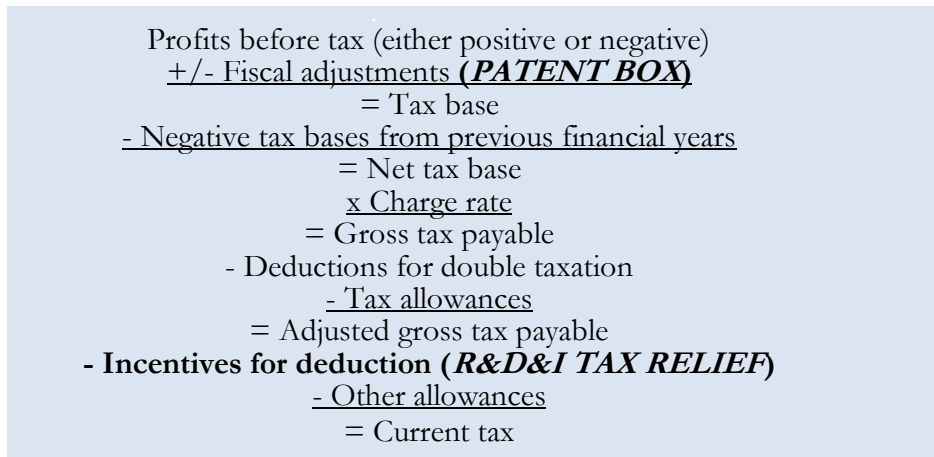 Profits before tax (either positive or negative)
+/- Fiscal adjustments (PATENT BOX)
= Tax base
- Negative tax bases from previous financial years
= Net tax base
x Charge rate
= Gross tax payable
- Deductions for double taxation
- Tax allowances
= Adjusted gross tax payable
- Incentives for deduction (R&D&I TAX RELIEF)
- Other allowances
= Current tax